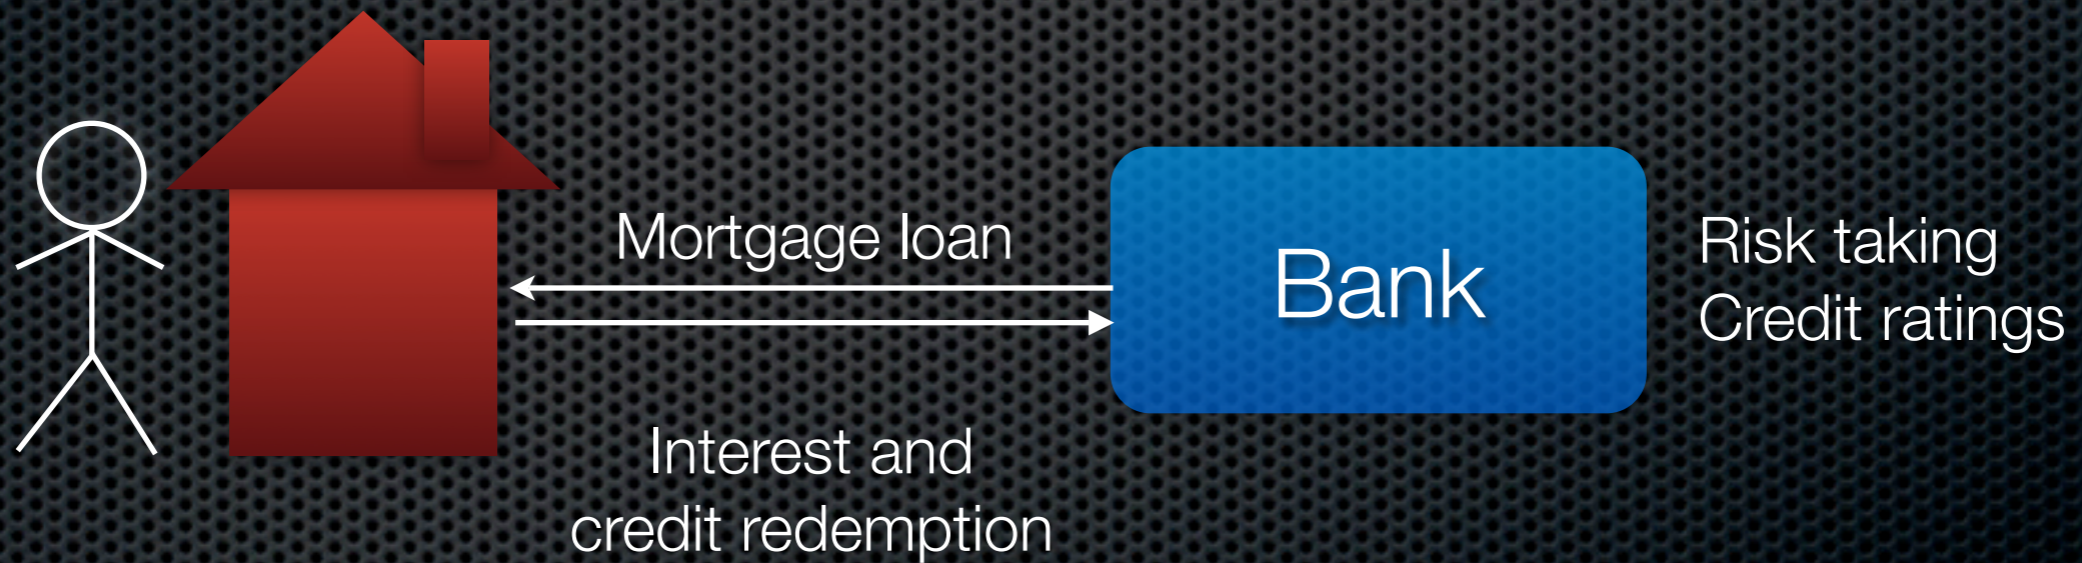 Mortgage loan
Bank
Risk taking
Credit ratings
Interest and
credit redemption